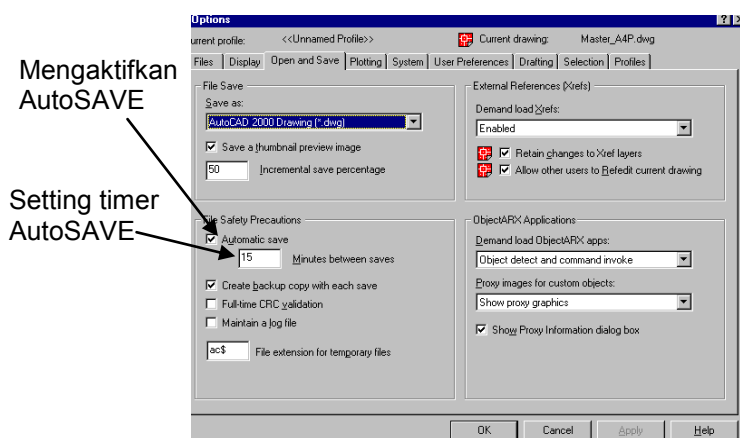 Options
urrent profile: <<Unnamed Profile>> Current drawing: Master_A4P.dwg
Files Display Open and Save Plotting System User Preferences Drafting Selection Profiles
Mengaktifkan
AutoSAVE
Setting timer
AutoSAVE
File Save
Save as:
AutoCAD 2000 Drawing (*.dwg)
Save a thumbnail preview image
50 Incremental save percentage
External References (Xrefs)
Demand load Xrefs:
Enabled
Retain changes to Xref layers
Allow other users to Refedit current drawing
File Safety Precautions
Automatic save
15 Minutes between saves
Create backup copy with each save
Full-time CRC validation
Maintain a log file
ac$ File extension for temporary files
ObjectARX Applications
Demand load ObjectARX apps:
Object detect and command invoke
Proxy images for custom objects:
Show proxy graphics
Show Proxy Information dialog box
OK Cancel Apply Help